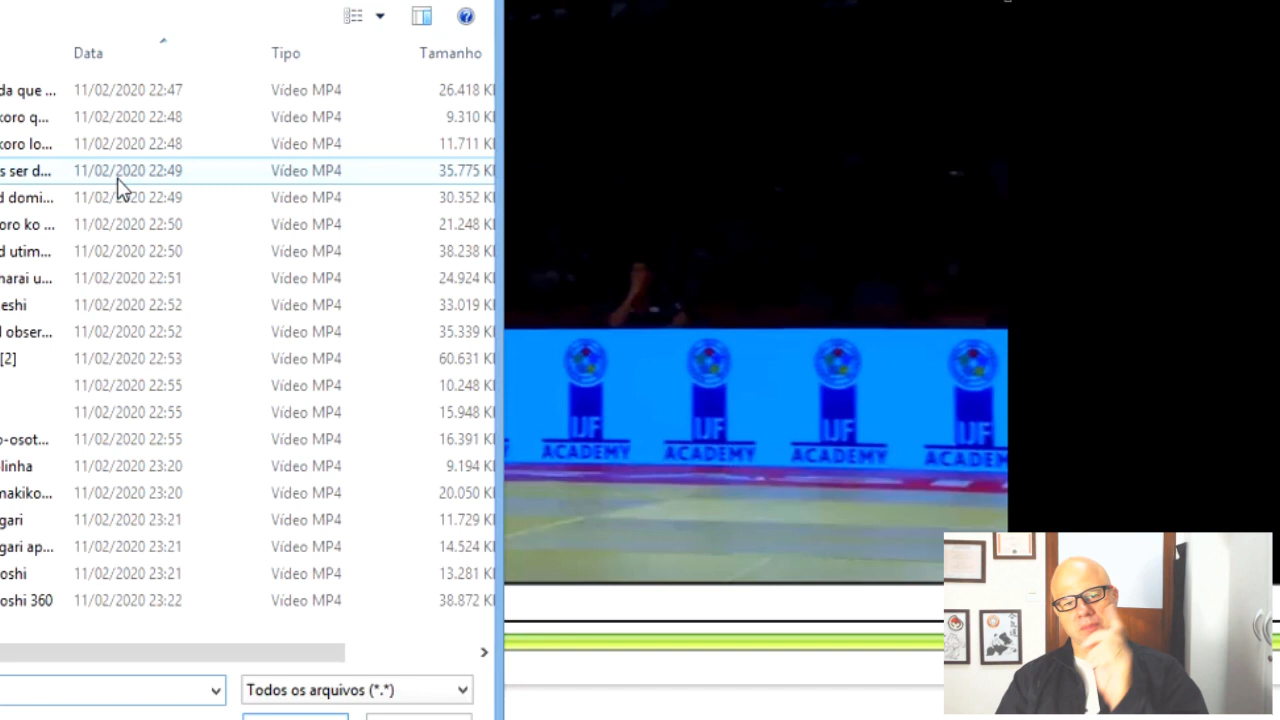 Data Tipo Tamanho
da que ... 11/02/2020 22:47 Vídeo MP4 26.418 KI
koro q... 11/02/2020 22:48 Vídeo MP4 9.310 KI
koro lo... 11/02/2020 22:48 Vídeo MP4 11.711 KI
s ser d... 11/02/2020 22:49 Vídeo MP4 35.775 KI
d domi... 11/02/2020 22:49 Vídeo MP4 30.352 KI
oro ko ... 11/02/2020 22:50 Vídeo MP4 21.248 KI
d utim... 11/02/2020 22:50 Vídeo MP4 38.238 KI
harai u... 11/02/2020 22:51 Vídeo MP4 24.924 KI
eshi 11/02/2020 22:52 Vídeo MP4 33.019 KI
l obser... 11/02/2020 22:52 Vídeo MP4 35.339 KI
[2] 11/02/2020 22:53 Vídeo MP4 60.631 KI
11/02/2020 22:55 Vídeo MP4 10.248 KI
11/02/2020 22:55 Vídeo MP4 15.948 KI
o-osot... 11/02/2020 22:55 Vídeo MP4 16.391 KI
-linha 11/02/2020 23:20 Vídeo MP4 9.194 KI
makiko... 11/02/2020 23:20 Vídeo MP4 20.050 KI
gari 11/02/2020 23:21 Vídeo MP4 11.729 KI
gari ap... 11/02/2020 23:21 Vídeo MP4 14.524 KI
oshi 11/02/2020 23:21 Vídeo MP4 13.281 KI
oshi 360 11/02/2020 23:22 Vídeo MP4 38.872 KI
Todos os arquivos (*.*)
IJF IJF IJF IJF
ACADEMY ACADEMY ACADEMY ACADEM